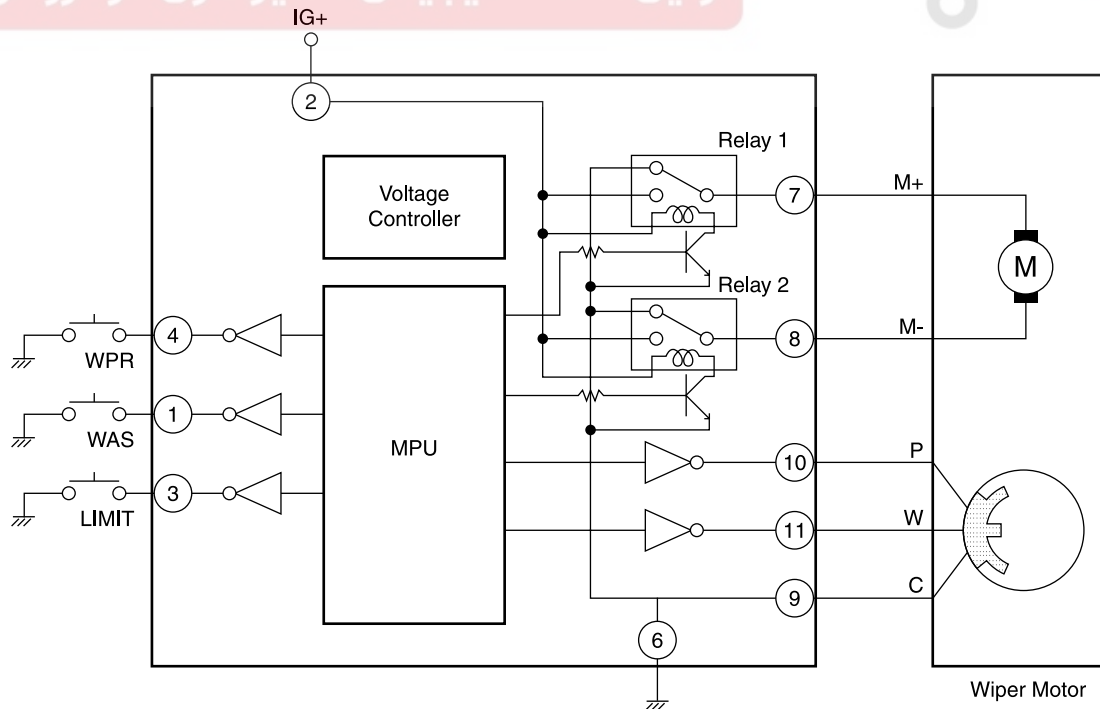 IG+
2
Relay 1
Voltage
Controller
7
M+
M
Relay 2
4
WPR
8
M-
1
WAS
MPU
10
P
3
LIMIT
11
W
9
C
6
Wiper Motor